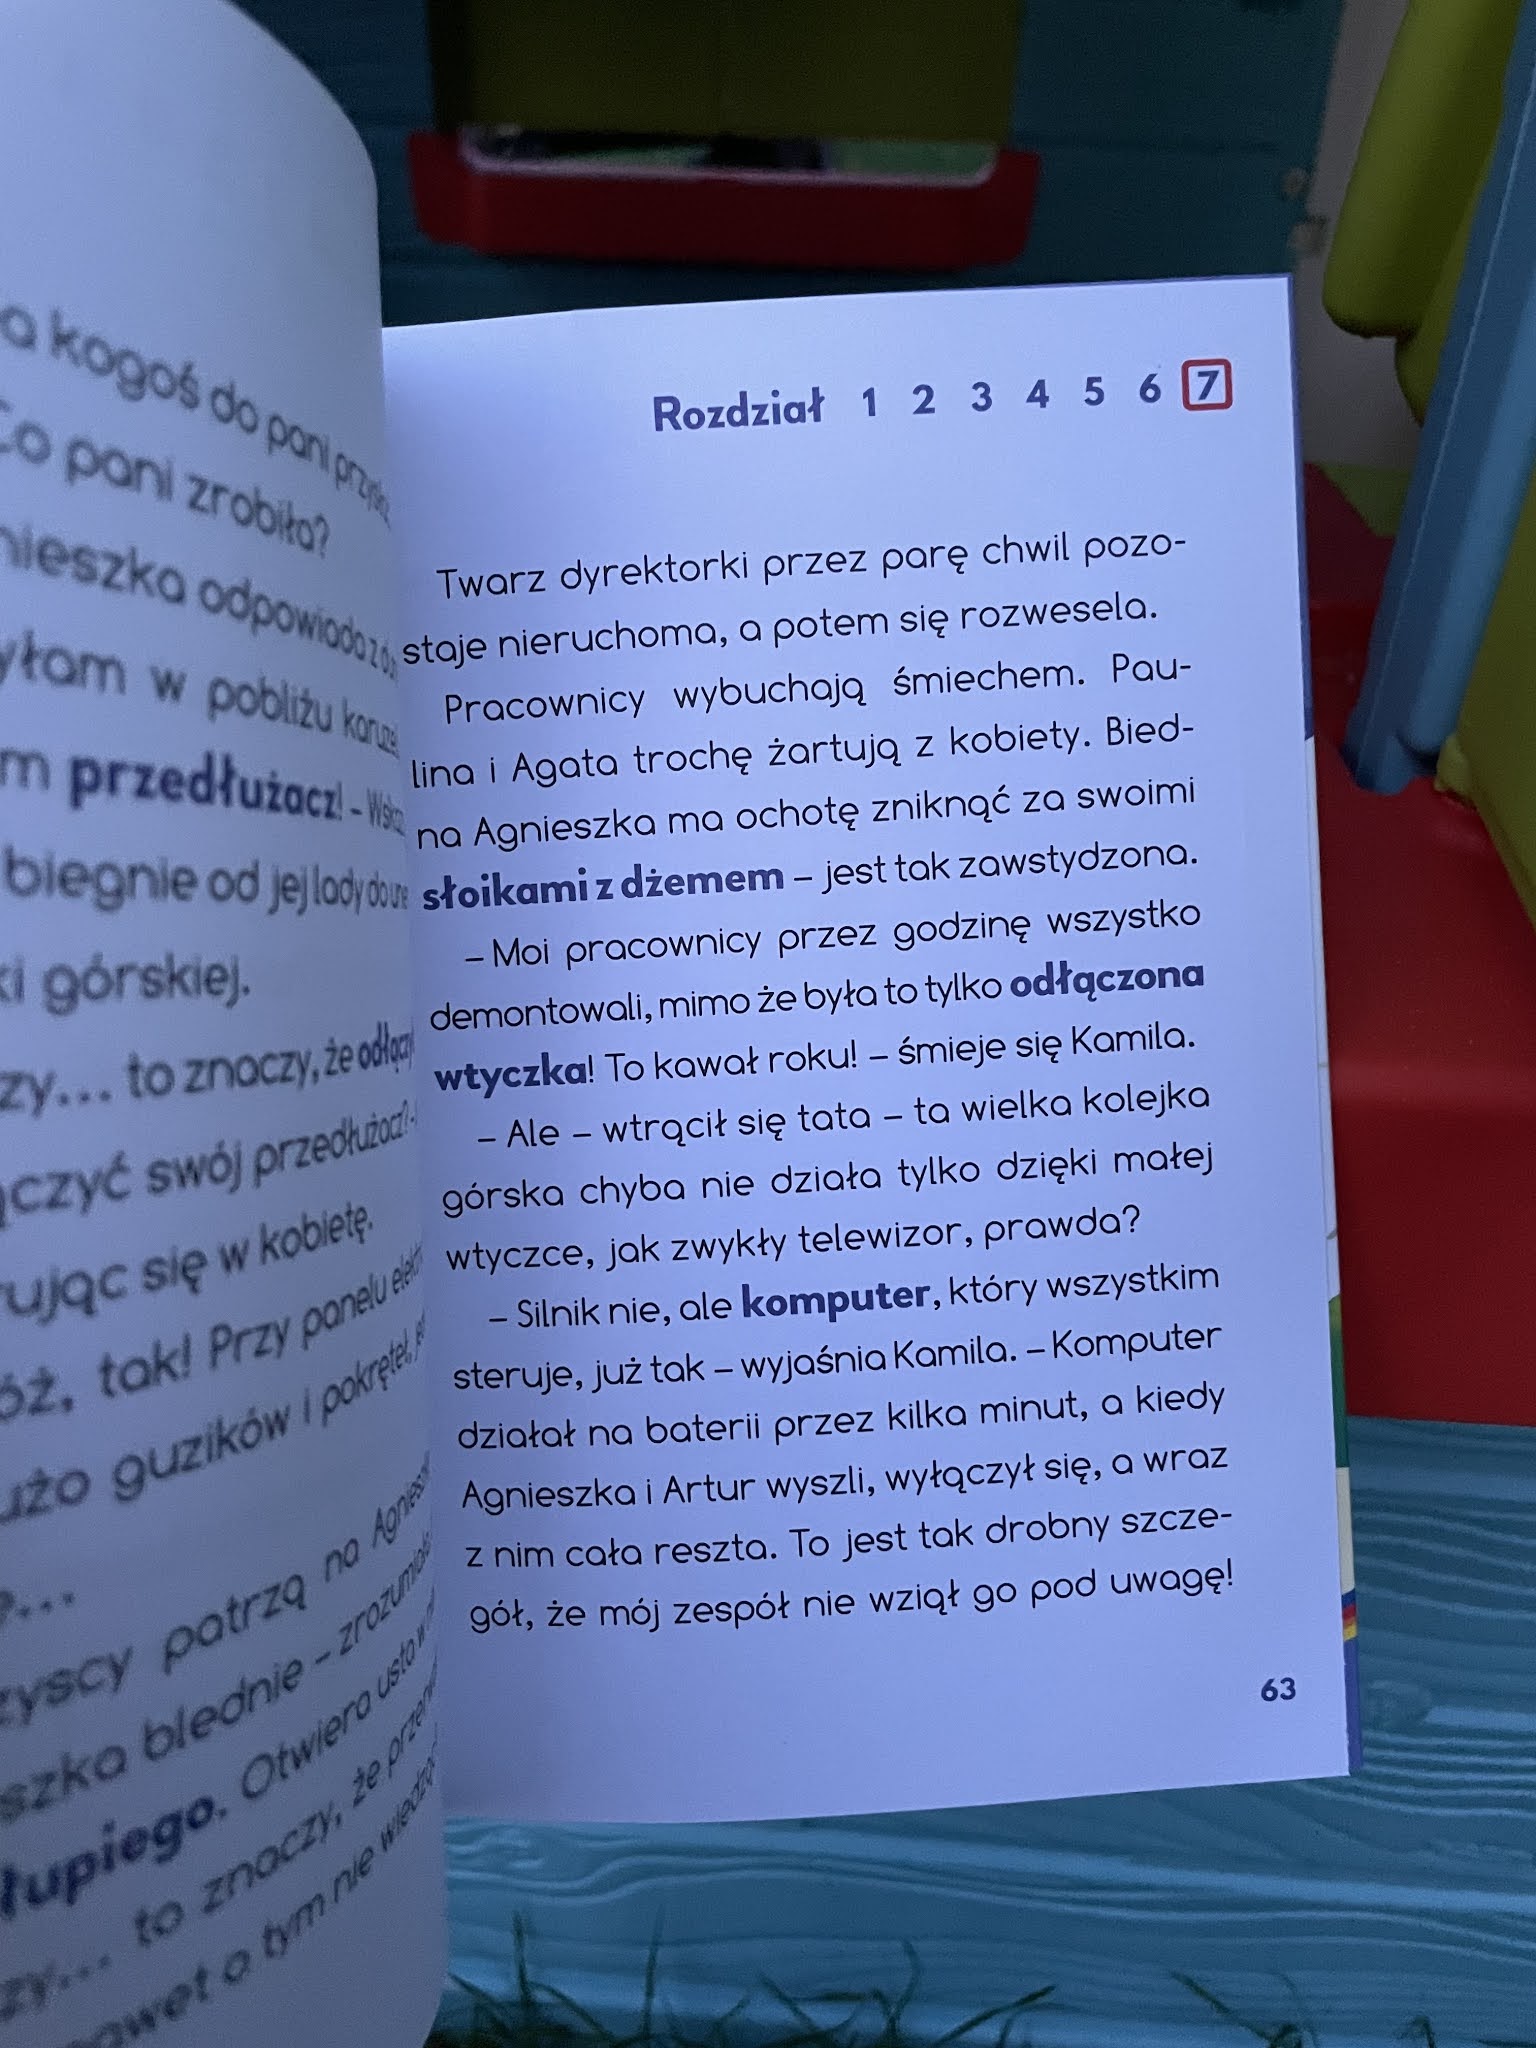 a kogoś do pani
Co pani zrobiła?
nieszka odpowiada z
yłam w pobliżu
m przedłużacz! –
biegnie od jej lady do
ki górskiej.
zy... to znaczy, że
ączyć swój przedłużacz?
rując się w kobietę.
óż, tak! Przy panelu
użo guzików i pokręteł,
?...
zyscy patrzą na
szka blednie –
łupiego. Otwiera usta
zy... to znaczy, że
nawet o tym nie
Rozdział 1 2 3 4 5 6 7
Twarz dyrektorki przez parę chwil pozo-
staje nieruchoma, a potem się rozwesela.
Pracownicy wybuchają śmiechem. Pau-
lina i Agata trochę żartują z kobiety. Bied-
na Agnieszka ma ochotę zniknąć za swoimi
słoikami z dżemem – jest tak zawstydzona.
– Moi pracownicy przez godzinę wszystko
demontowali, mimo że była to tylko odłączona
wtyczka! To kawał roku! – śmieje się Kamila.
– Ale – wtrącił się tata – ta wielka kolejka
górska chyba nie działa tylko dzięki małej
wtyczce, jak zwykły telewizor, prawda?
– Silnik nie, ale komputer, który wszystkim
steruje, już tak – wyjaśnia Kamila. – Komputer
działał na baterii przez kilka minut, a kiedy
Agnieszka i Artur wyszli, wyłączył się, a wraz
z nim cała reszta. To jest tak drobny szcze-
gół, że mój zespół nie wziął go pod uwagę!
63